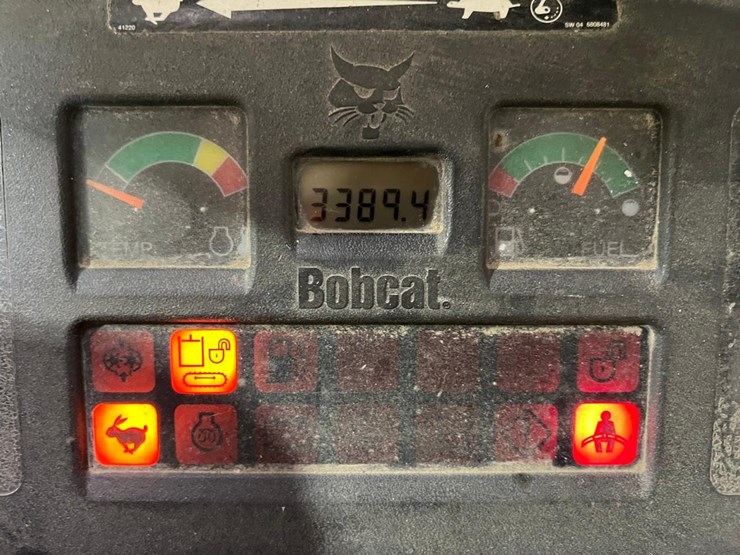 41220
SW 04 6808481
3389.4
TEMP
FUEL
Bobcat®